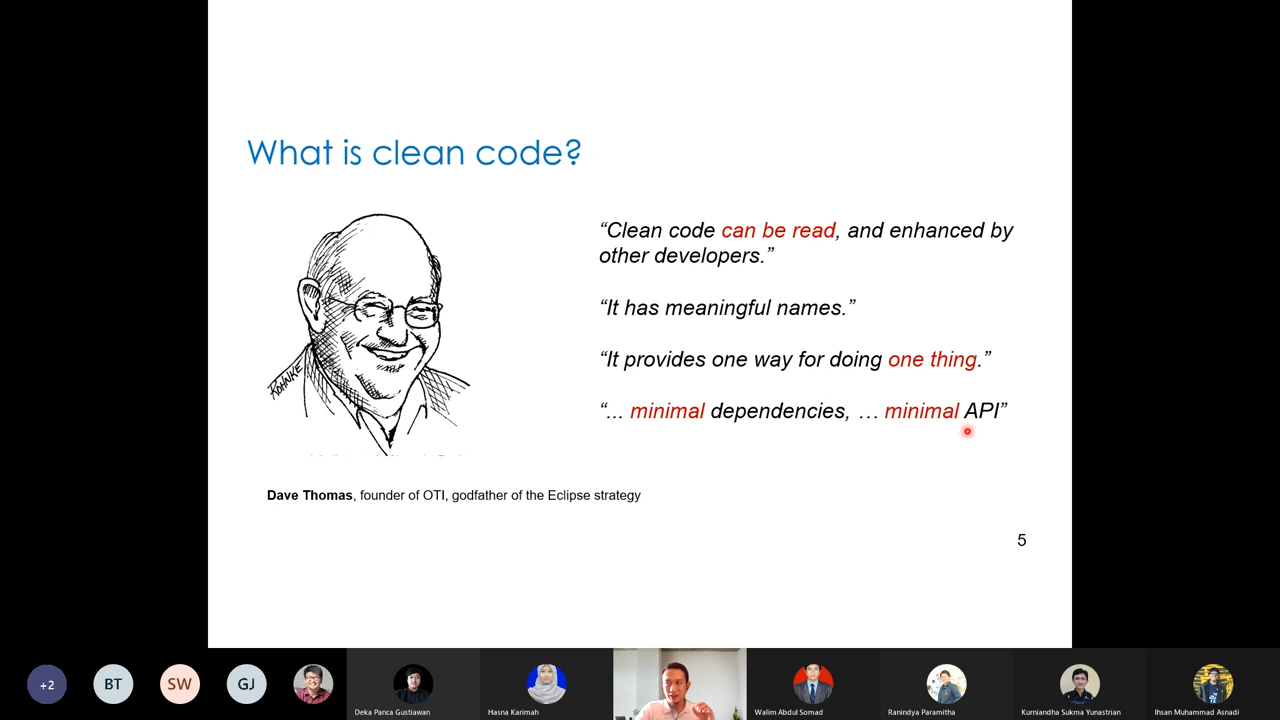 What is clean code?
“Clean code can be read, and enhanced by
other developers.”
“It has meaningful names.”
“It provides one way for doing one thing.”
“... minimal dependencies, … minimal API”
ROHNKE
Dave Thomas, founder of OTI, godfather of the Eclipse strategy
5
+2
BT
SW
GJ
Deka Panca Gustiawan
Hasna Karimah
Walim Abdul Somad
Ranindya Paramitha
Kurniandha Sukma Yunastrian
Ihsan Muhammad Asnadi